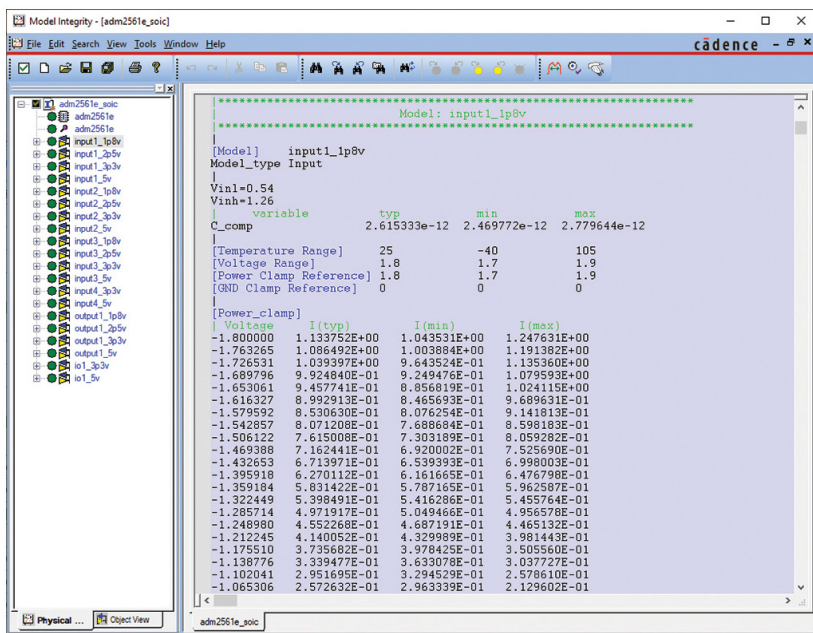 Model Integrity - [adm2561e_soic]
File Edit Search View Tools Window Help
cādence
adm2561e_soic
adm2561e
adm2561e
input1_1p8v
input1_2p5v
input1_3p3v
input1_5v
input2_1p8v
input2_2p5v
input2_3p3v
input2_5v
input3_1p8v
input3_2p5v
input3_3p3v
input3_5v
input4_3p3v
input4_5v
output1_1p8v
output1_2p5v
output1_3p3v
output1_5v
io1_3p3v
io1_5v
Physical ...
Object View
|********************************************************************
| Model: input1_1p8v
|********************************************************************
|
[Model] input1_1p8v
Model_type Input
|
Vinl=0.54
Vinh=1.26
| variable typ min max
C_comp 2.615333e-12 2.469772e-12 2.779644e-12
|
[Temperature Range] 25 -40 105
[Voltage Range] 1.8 1.7 1.9
[Power Clamp Reference] 1.8 1.7 1.9
[GND Clamp Reference] 0 0 0
|
[Power_clamp]
| Voltage I(typ) I(min) I(max)
-1.800000 1.133752E+00 1.043531E+00 1.247631E+00
-1.763265 1.086492E+00 1.003884E+00 1.191382E+00
-1.726531 1.039397E+00 9.643524E-01 1.135360E+00
-1.689796 9.924840E-01 9.249476E-01 1.079593E+00
-1.653061 9.457741E-01 8.856819E-01 1.024115E+00
-1.616327 8.992913E-01 8.465693E-01 9.689631E-01
-1.579592 8.530630E-01 8.076254E-01 9.141813E-01
-1.542857 8.071208E-01 7.688684E-01 8.598183E-01
-1.506122 7.615008E-01 7.303189E-01 8.059282E-01
-1.469388 7.162441E-01 6.920002E-01 7.525690E-01
-1.432653 6.713971E-01 6.539393E-01 6.998003E-01
-1.395918 6.270112E-01 6.161665E-01 6.476798E-01
-1.359184 5.831422E-01 5.787165E-01 5.962587E-01
-1.322449 5.398491E-01 5.416286E-01 5.455764E-01
-1.285714 4.971917E-01 5.049466E-01 4.956578E-01
-1.248980 4.552268E-01 4.687191E-01 4.465132E-01
-1.212245 4.140052E-01 4.329989E-01 3.981443E-01
-1.175510 3.735682E-01 3.978425E-01 3.505560E-01
-1.138776 3.339477E-01 3.633078E-01 3.037727E-01
-1.102041 2.951695E-01 3.294529E-01 2.578610E-01
-1.065306 2.572632E-01 2.963339E-01 2.129602E-01
adm2561e_soic